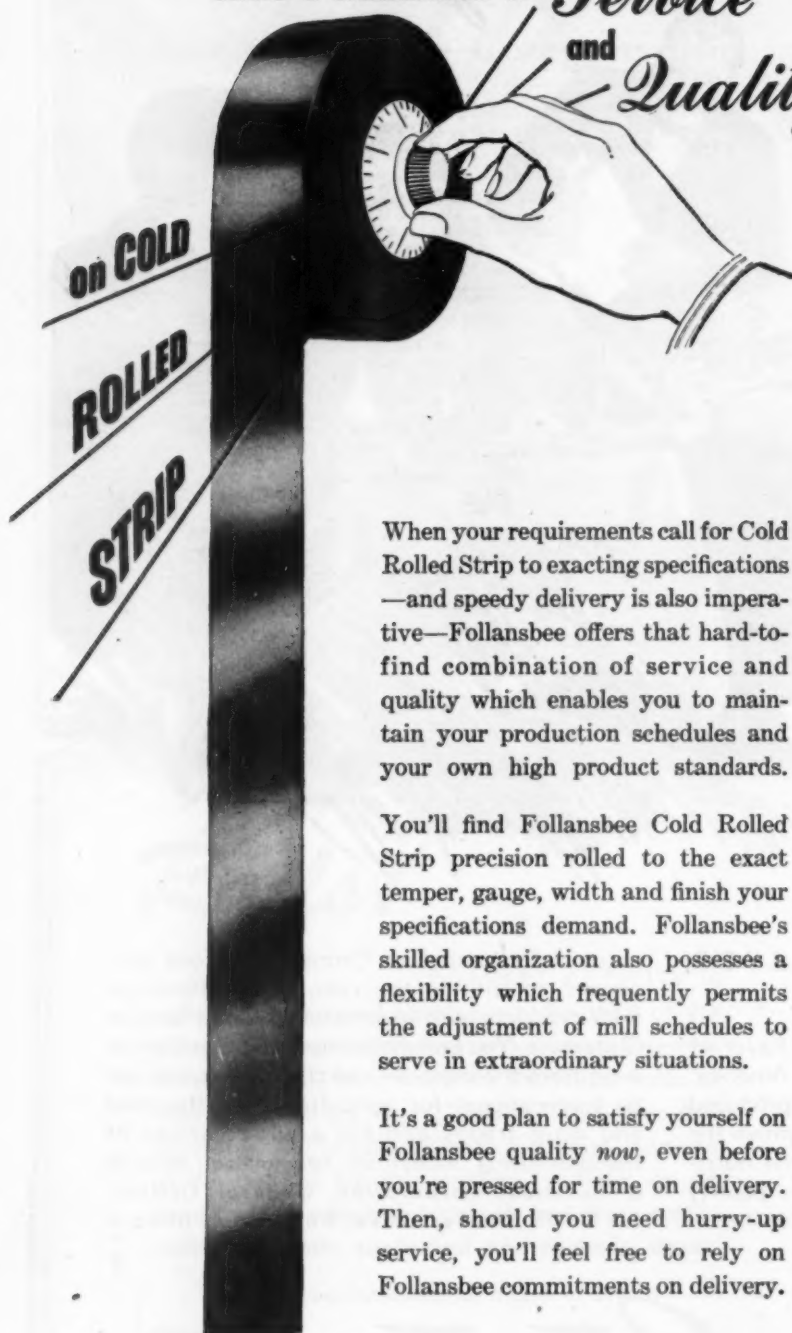 Service
and
on COLD
ROLLED
STRIP
When your requirements call for Cold
Rolled Strip to exacting specifications
—and speedy delivery is also impera-
tive—Follansbee offers that hard-to-
find combination of service and
quality which enables you to main-
tain your production schedules and
your own high product standards.
You'll find Follansbee Cold Rolled
Strip precision rolled to the exact
temper, gauge, width and finish your
specifications demand. Follansbee's
skilled organization also possesses a
flexibility which frequently permits
the adjustment of mill schedules to
serve in extraordinary situations.
It's a good plan to satisfy yourself on
Follansbee quality now, even before
you're pressed for time on delivery.
Then, should you need hurry-up
service, you'll feel free to rely on
Follansbee commitments on delivery.